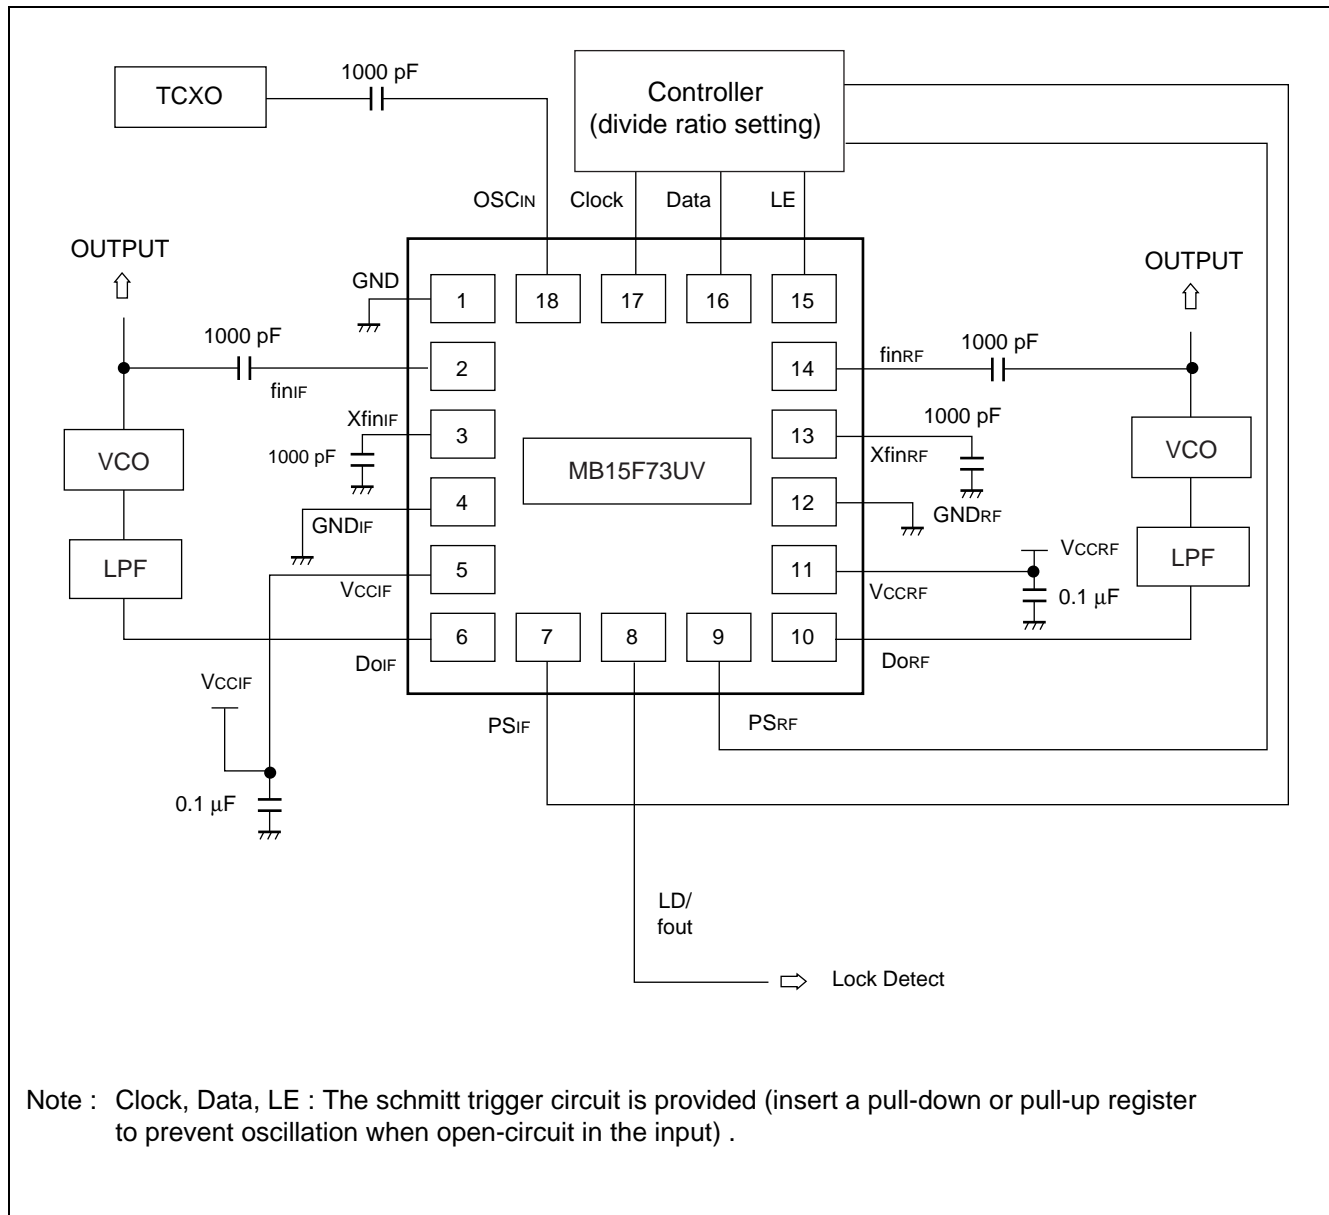 1000 pF
TCXO
Controller
(divide ratio setting)
OSCIN
Clock
Data
LE
OUTPUT
OUTPUT
GND
1
18
17
16
15
1000 pF
finIF
2
14
finRF
1000 pF
XfinIF
3
13
XfinRF
1000 pF
1000 pF
VCO
VCO
MB15F73UV
GNDIF
4
12
GNDRF
LPF
LPF
VCCIF
5
11
VCCRF
VCCRF
0.1 µF
DoIF
6
7
8
9
10
DoRF
VCCIF
PSIF
PSRF
0.1 µF
LD/
fout
Lock Detect
Note : Clock, Data, LE : The schmitt trigger circuit is provided (insert a pull-down or pull-up register
to prevent oscillation when open-circuit in the input) .